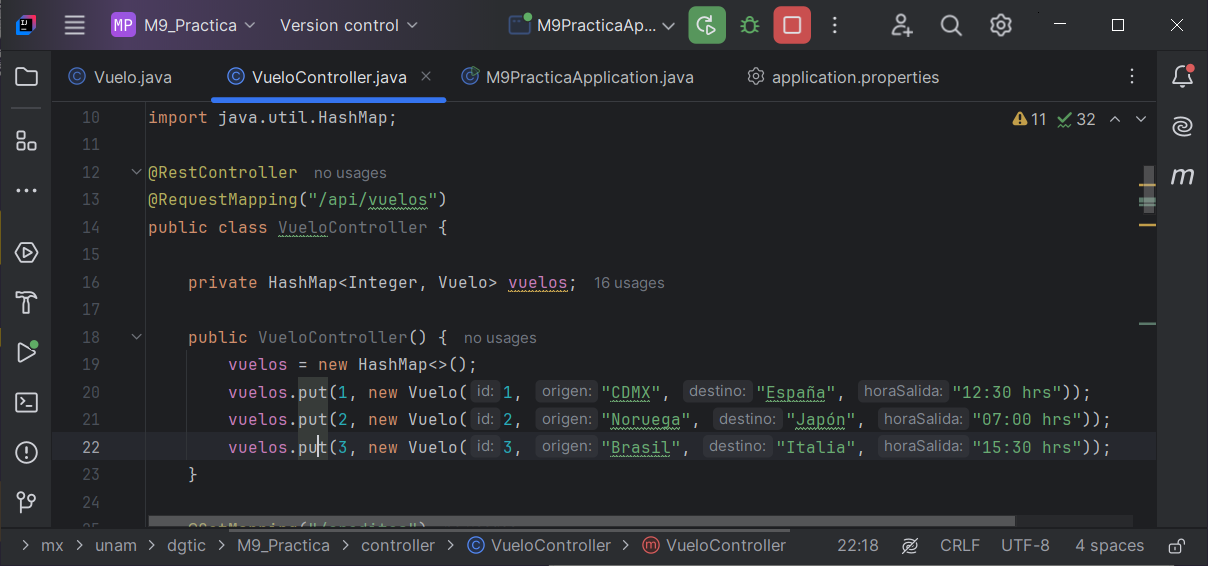 MP M9_Practica Version control M9PracticaAp...
Vuelo.java VueloController.java M9PracticaApplication.java application.properties
10 import java.util.HashMap; 11 32
11
12 @RestController no usages
13 @RequestMapping("/api/vuelos")
14 public class VueloController {
15
16 private HashMap<Integer, Vuelo> vuelos; 16 usages
17
18 public VueloController() { no usages
19 vuelos = new HashMap<>();
20 vuelos.put(1, new Vuelo( id: 1, origen: "CDMX", destino: "España", horaSalida: "12:30 hrs"));
21 vuelos.put(2, new Vuelo( id: 2, origen: "Noruega", destino: "Japón", horaSalida: "07:00 hrs"));
22 vuelos.put(3, new Vuelo( id: 3, origen: "Brasil", destino: "Italia", horaSalida: "15:30 hrs"));
23 }
24
mx unam dgtic M9_Practica controller VueloController VueloController 22:18 CRLF UTF-8 4 spaces